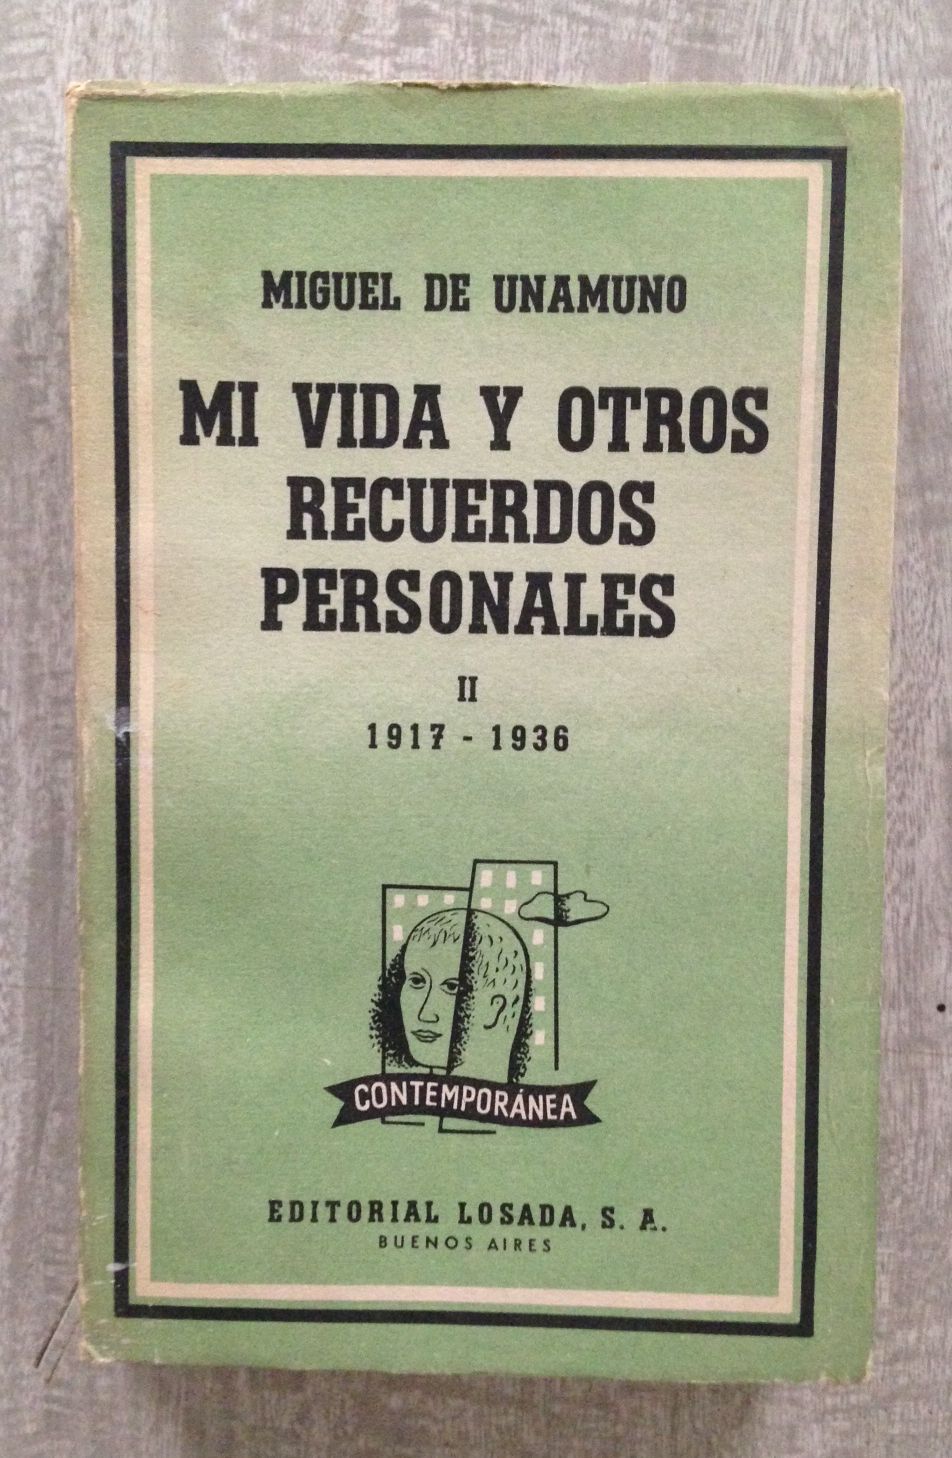 MIGUEL DE UNAMUNO
MI VIDA Y OTROS
RECUERDOS
PERSONALES
II
1917 - 1936
CONTEMPORÁNEA
EDITORIAL LOSADA, S. A.
BUENOS AIRES